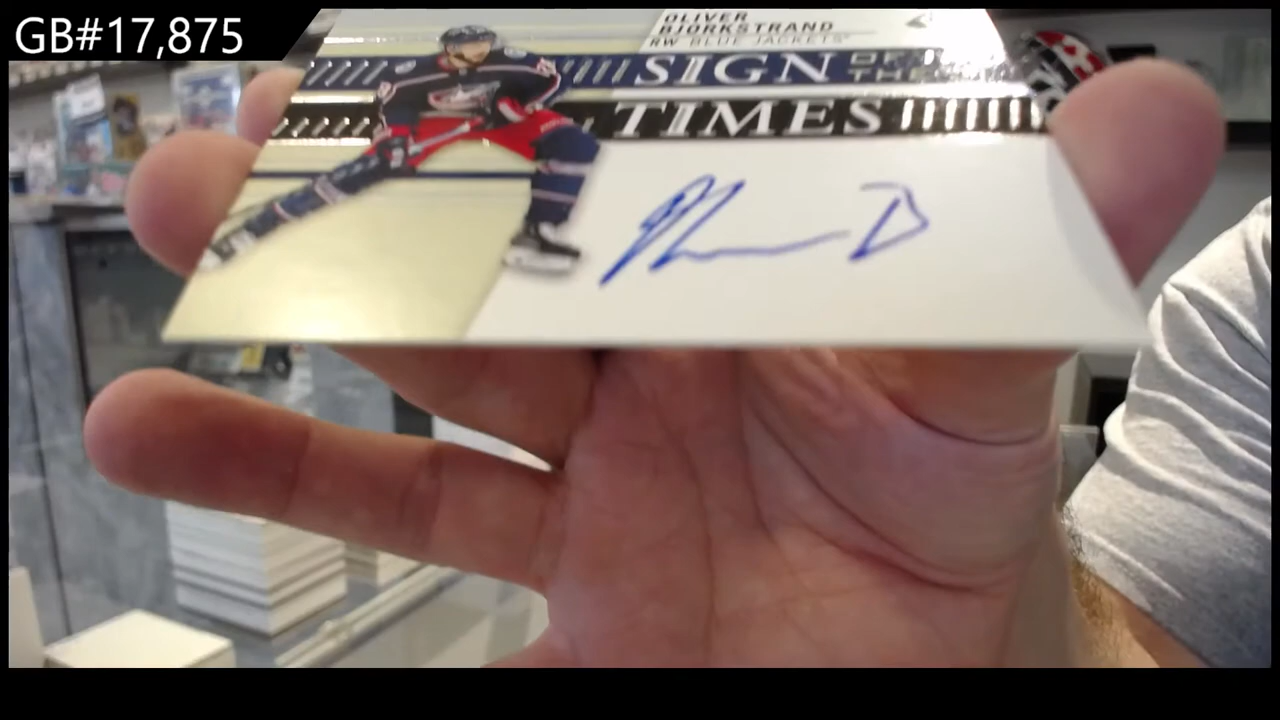 GB#17,875
OLIVER
BJORKSTRAND
RW BLUE JACKETS
SIGN OF
THE
TIMES